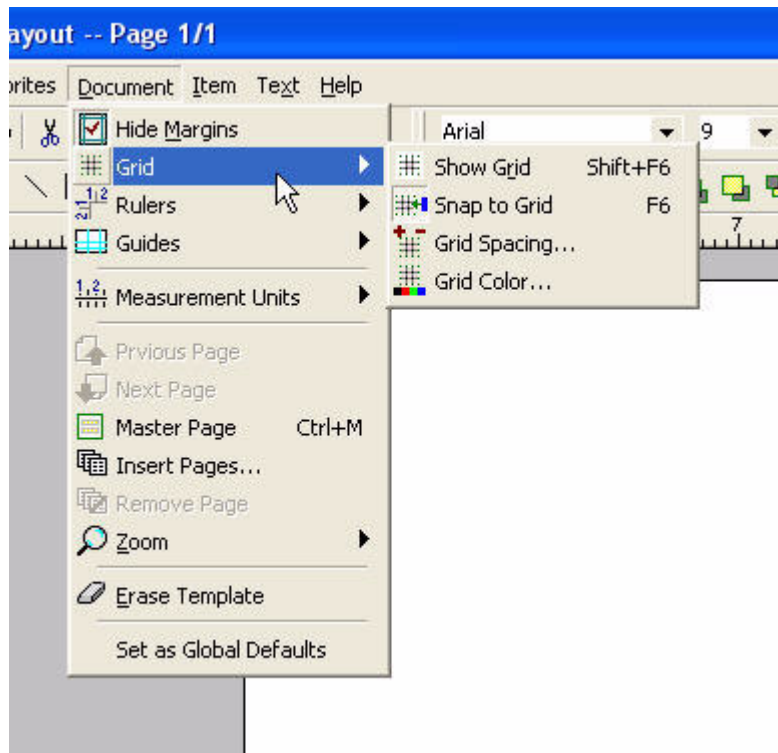 ayout -- Page 1/1
orites Document Item Text Help
Hide Margins
Arial 9
Grid
Show Grid Shift+F6
Rulers
Snap to Grid F6
7
Guides
Grid Spacing...
Grid Color...
Measurement Units
Prvious Page
Next Page
Master Page Ctrl+M
Insert Pages...
Remove Page
Zoom
Erase Template
Set as Global Defaults